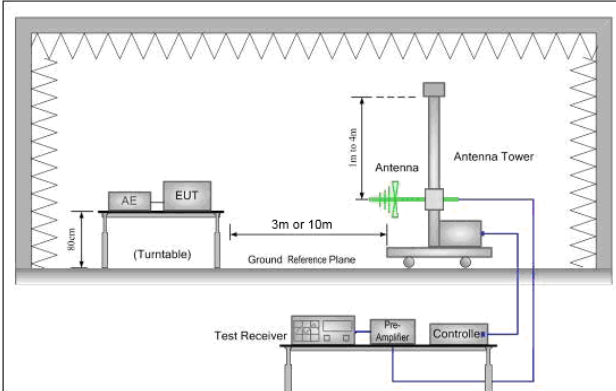 1m to 4m
Antenna
Antenna Tower
AE
EUT
80cm
(Turntable)
3m or 10m
Ground Reference Plane
Test Receiver
Pre-
Amplifier
Controlle